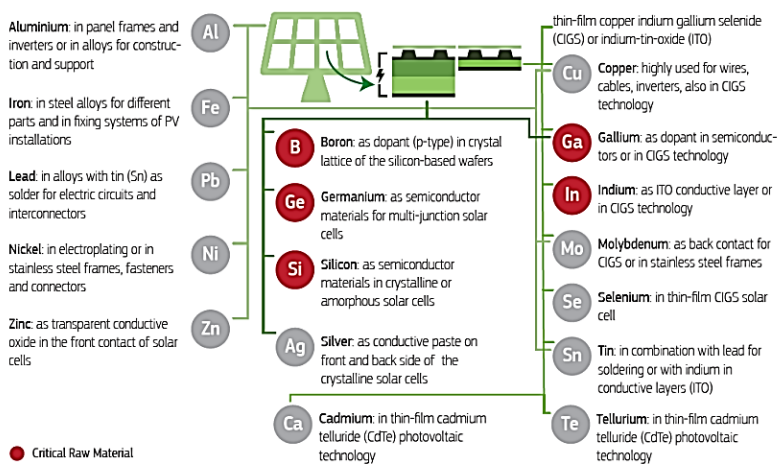 Aluminium: in panel frames and
inverters or in alloys for construc-
tion and support
Al
Iron: in steel alloys for different
parts and in fixing systems of PV
installations
Fe
Lead: in alloys with tin (Sn) as
solder for electric circuits and
interconnectors
Pb
Nickel: in electroplating or in
stainless steel frames, fasteners
and connectors
Ni
Zinc: as transparent conductive
oxide in the front contact of solar
cells
Zn
B
Boron: as dopant (p-type) in crystal
lattice of the silicon-based wafers
Ge
Germanium: as semiconductor
materials for multi-junction solar
cells
Si
Silicon: as semiconductor
materials in crystalline or
amorphous solar cells
Ag
Silver: as conductive paste on
front and back side of the
crystalline solar cells
Ca
Cadmium: in thin-film cadmium
telluride (CdTe) photovoltaic
technology
thin-film copper indium gallium selenide
(CIGS) or indium-tin-oxide (ITO)
Cu
Copper: highly used for wires,
cables, inverters, also in CIGS
technology
Ga
Gallium: as dopant in semiconduc-
tors or in CIGS technology
In
Indium: as ITO conductive layer or
in CIGS technology
Mo
Molybdenum: as back contact for
CIGS or in stainless steel frames
Se
Selenium: in thin-film CIGS solar
cell
Sn
Tin: in combination with lead for
soldering or with indium in
conductive layers (ITO)
Te
Tellurium: in thin-film cadmium
telluride (CdTe) photovoltaic
technology
Critical Raw Material